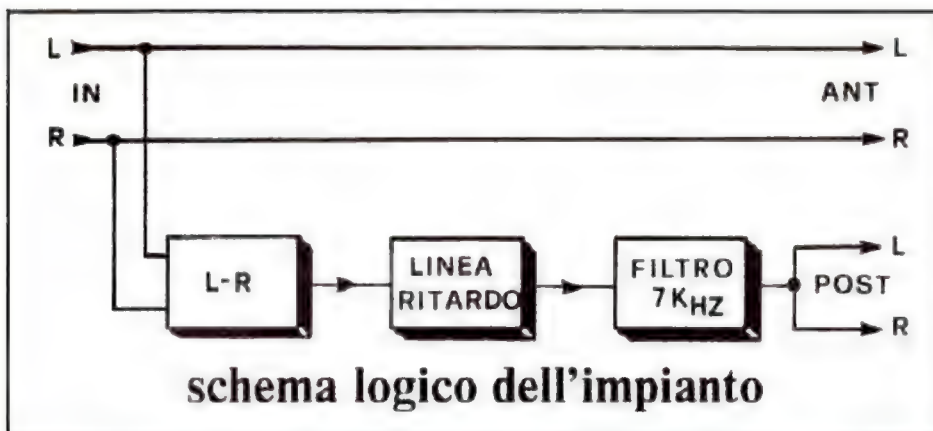 L L
IN ANT
R R
L-R
LINEA
RITARDO
FILTRO
7KHZ
L
POST
R
schema logico dell'impianto